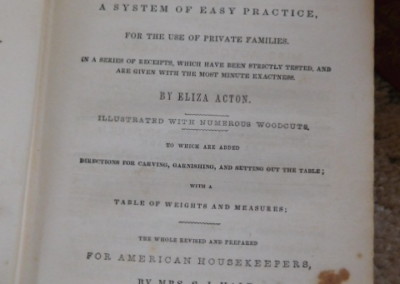 A SYSTEM OF EASY PRACTICE,
FOR THE USE OF PRIVATE FAMILIES.
IN A SERIES OF RECEIPTS, WHICH HAVE BEEN STRICTLY TESTED, AND
ARE GIVEN WITH THE MOST MINUTE EXACTNESS.
BY ELIZA ACTON.
ILLUSTRATED WITH NUMEROUS WOODCUTS.
TO WHICH ARE ADDED
DIRECTIONS FOR CARVING, GARNISHING, AND SETTING OUT THE TABLE;
WITH A
TABLE OF WEIGHTS AND MEASURES;
THE WHOLE REVISED AND PREPARED
FOR AMERICAN HOUSEKEEPERS,
BY MRS. S. J.